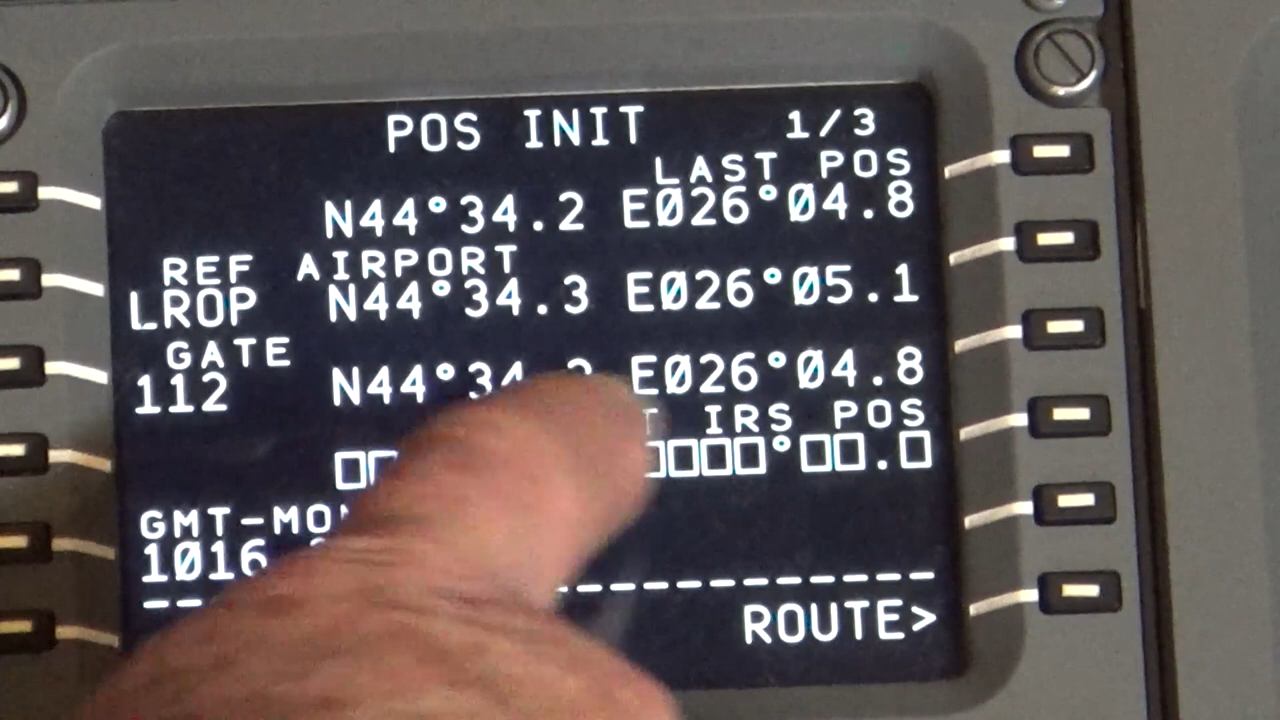 POS INIT 1/3
LAST POS
N44°34.2 E026°04.8
REF AIRPORT
LROP N44°34.3 E026°05.1
GATE
112 N44°34.2 E026°04.8
IRS POS
□□□□°□□.□
GMT-MON
1016
ROUTE>